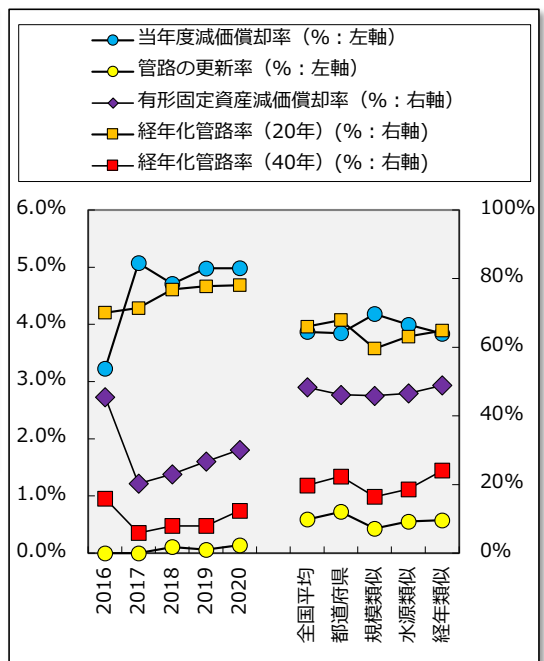 当年度減価償却率（%：左軸）
管路の更新率（%：左軸）
有形固定資産減価償却率（%：右軸）
経年化管路率（20年）(%：右軸)
経年化管路率（40年）(%：右軸)
6.0%
5.0%
4.0%
3.0%
2.0%
1.0%
0.0%
100%
80%
60%
40%
20%
0%
2016
2017
2018
2019
2020
全国平均
都道府県
規模類似
水源類似
経年類似